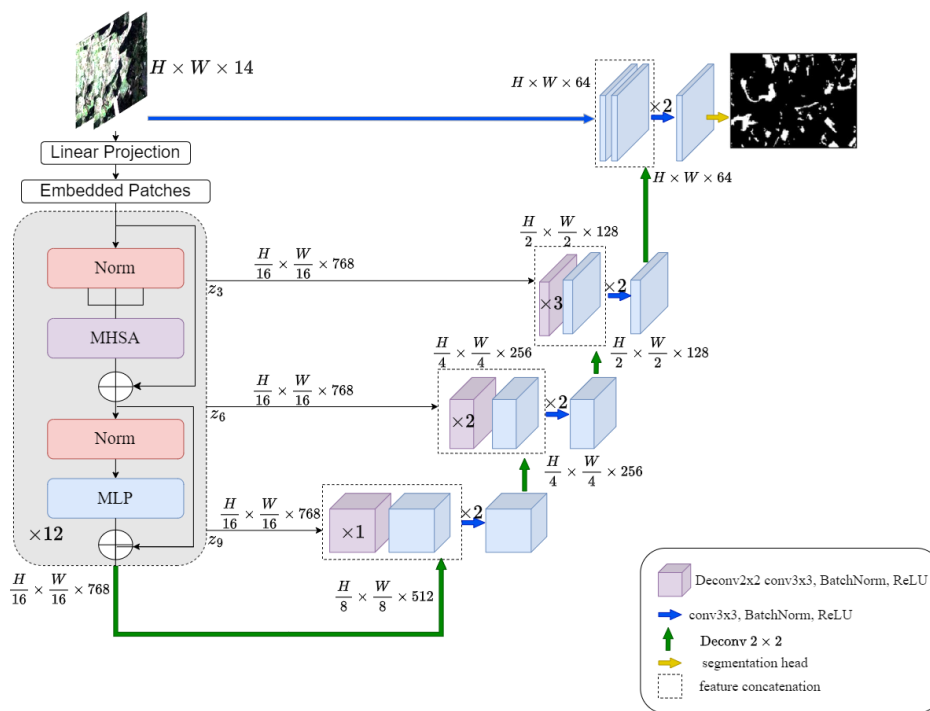 H × W × 14
Linear Projection
Embedded Patches
Norm
MHSA
Norm
MLP
×12
z_3
z_6
z_9
H/16 × W/16 × 768
H/16 × W/16 × 768
H/16 × W/16 × 768
H/16 × W/16 × 768
H/8 × W/8 × 512
×1
×2
H/4 × W/4 × 256
×2
×2
H/4 × W/4 × 256
H/2 × W/2 × 128
×3
×2
H/2 × W/2 × 128
H × W × 64
×2
H × W × 64
Deconv2x2 conv3x3, BatchNorm, ReLU
conv3x3, BatchNorm, ReLU
Deconv 2 × 2
segmentation head
feature concatenation